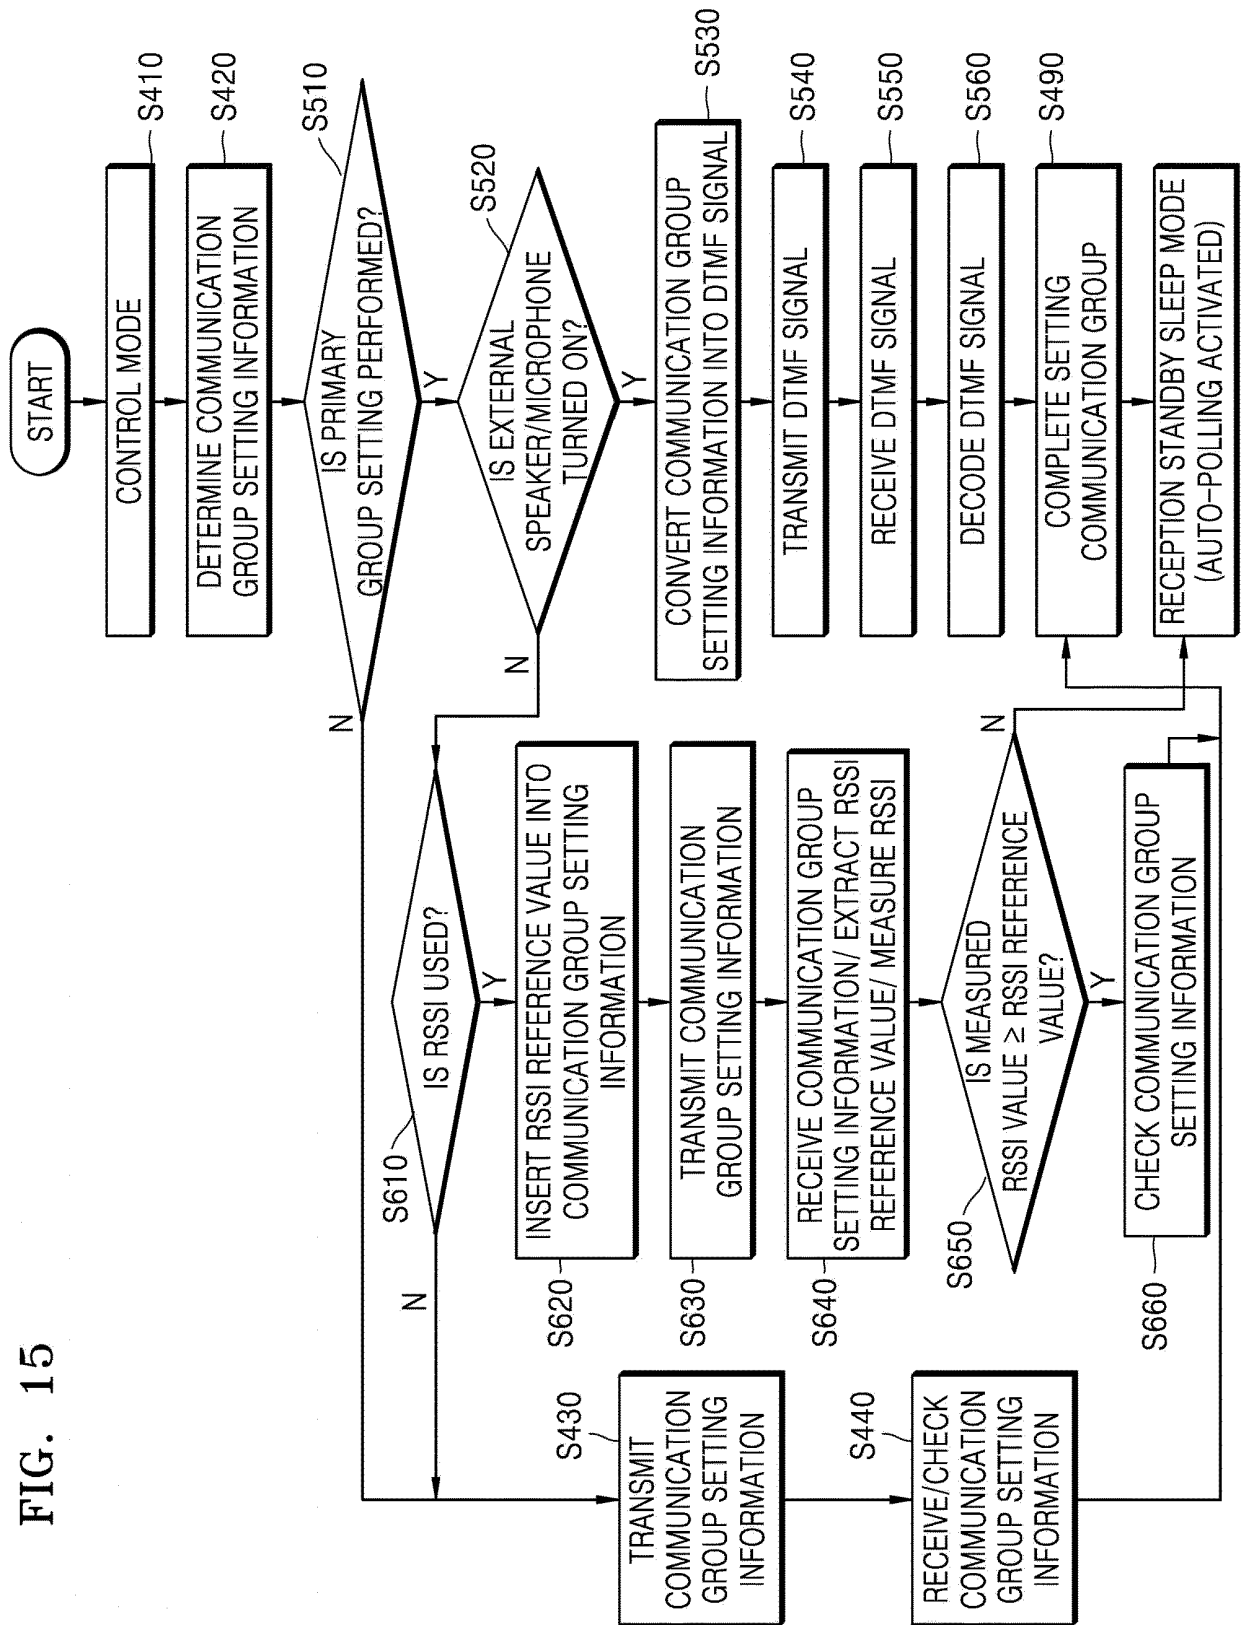 FIG. 15
START
CONTROL MODE
S410
DETERMINE COMMUNICATION
GROUP SETTING INFORMATION
S420
IS PRIMARY
GROUP SETTING PERFORMED?
S510
N
Y
IS EXTERNAL
SPEAKER/MICROPHONE
TURNED ON?
S520
N
Y
CONVERT COMMUNICATION GROUP
SETTING INFORMATION INTO DTMF SIGNAL
S530
TRANSMIT DTMF SIGNAL
S540
RECEIVE DTMF SIGNAL
S550
DECODE DTMF SIGNAL
S560
COMPLETE SETTING
COMMUNICATION GROUP
S490
RECEPTION STANDBY SLEEP MODE
(AUTO-POLLING ACTIVATED)
IS RSSI USED?
S610
N
Y
INSERT RSSI REFERENCE VALUE INTO
COMMUNICATION GROUP SETTING
INFORMATION
S620
TRANSMIT COMMUNICATION
GROUP SETTING INFORMATION
S630
RECEIVE COMMUNICATION GROUP
SETTING INFORMATION/ EXTRACT RSSI
REFERENCE VALUE/ MEASURE RSSI
S640
IS MEASURED
RSSI VALUE ≥ RSSI REFERENCE
VALUE?
S650
N
Y
CHECK COMMUNICATION GROUP
SETTING INFORMATION
S660
TRANSMIT
COMMUNICATION
GROUP SETTING
INFORMATION
S430
RECEIVE/CHECK
COMMUNICATION
GROUP SETTING
INFORMATION
S440